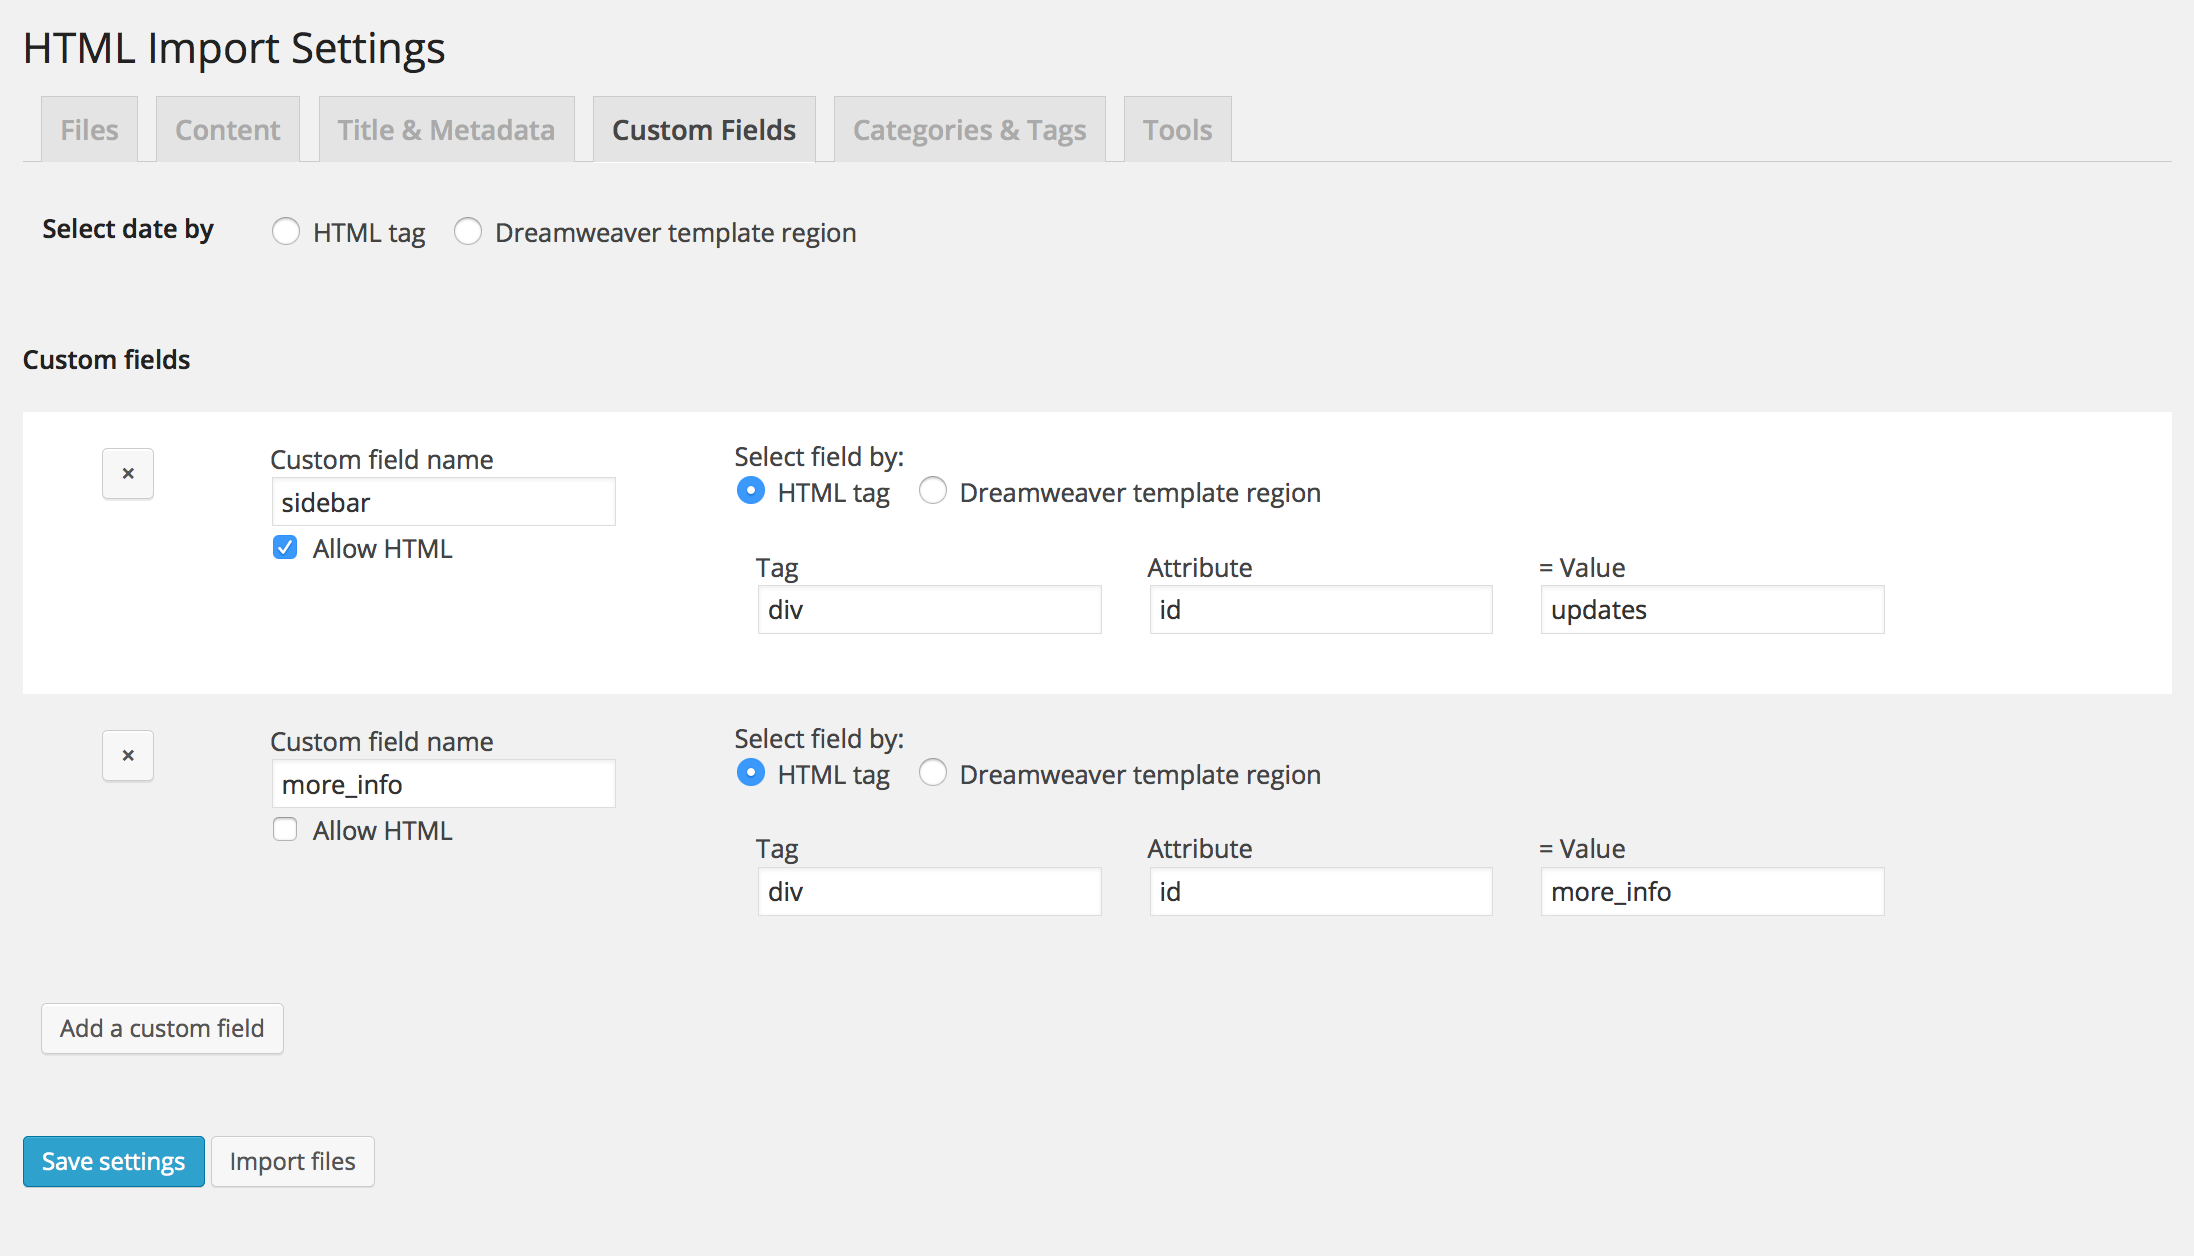 HTML Import Settings
Files Content Title & Metadata Custom Fields Categories & Tags Tools
Select date by HTML tag Dreamweaver template region
Custom fields
×
Custom field name
sidebar
Allow HTML
Select field by:
HTML tag Dreamweaver template region
Tag Attribute = Value
div id updates
×
Custom field name
more_info
Allow HTML
Select field by:
HTML tag Dreamweaver template region
Tag Attribute = Value
div id more_info
Add a custom field
Save settings Import files